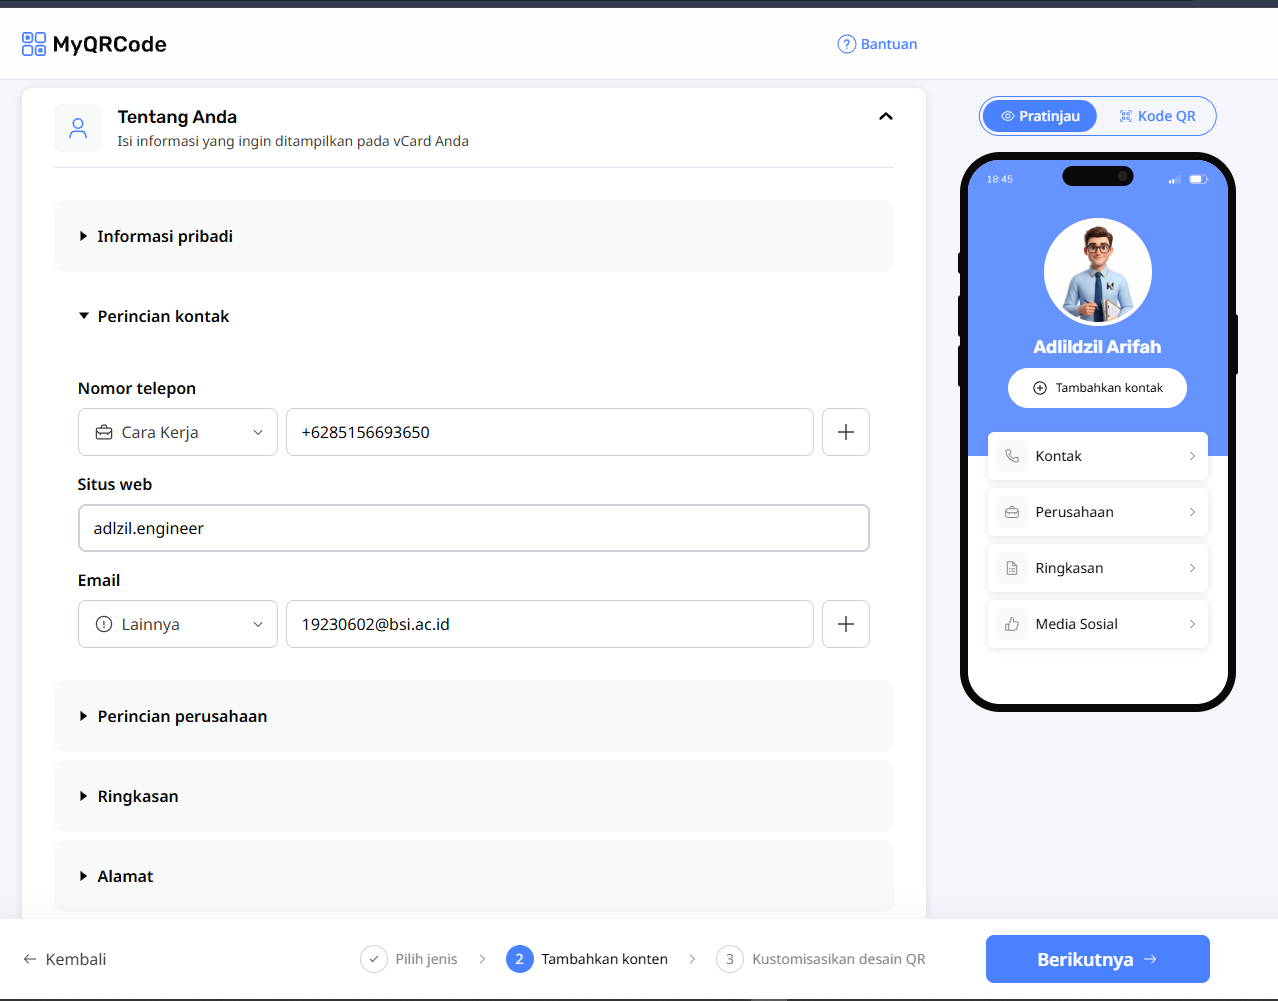 MyQRCode
Bantuan
Tentang Anda
Isi informasi yang ingin ditampilkan pada vCard Anda
Informasi pribadi
Perincian kontak
Nomor telepon
Cara Kerja
+6285156693650
Situs web
adlzil.engineer
Email
Lainnya
19230602@bsi.ac.id
Perincian perusahaan
Ringkasan
Alamat
Pratinjau
Kode QR
18:45
Adlildzil Arifah
Tambahkan kontak
Kontak
Perusahaan
Ringkasan
Media Sosial
Kembali
Pilih jenis
2 Tambahkan konten
3 Kustomisasikan desain QR
Berikutnya